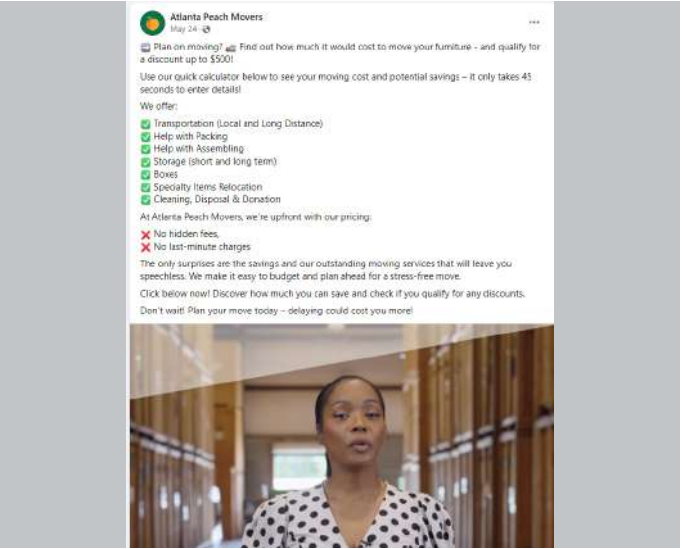 Atlanta Peach Movers
May 24
Plan on moving? 🚚 Find out how much it would cost to move your furniture - and qualify for
a discount up to $500!
Use our quick calculator below to see your moving cost and potential savings – it only takes 45
seconds to enter details!
We offer:
✅ Transportation (Local and Long Distance)
✅ Help with Packing
✅ Help with Assembling
✅ Storage (short and long term)
✅ Boxes
✅ Specialty Items Relocation
✅ Cleaning, Disposal & Donation
At Atlanta Peach Movers, we're upfront with our pricing:
❌ No hidden fees,
❌ No last-minute charges
The only surprises are the savings and our outstanding moving services that will leave you
speechless. We make it easy to budget and plan ahead for a stress-free move.
Click below now! Discover how much you can save and check if you qualify for any discounts.
Don't wait! Plan your move today – delaying could cost you more!